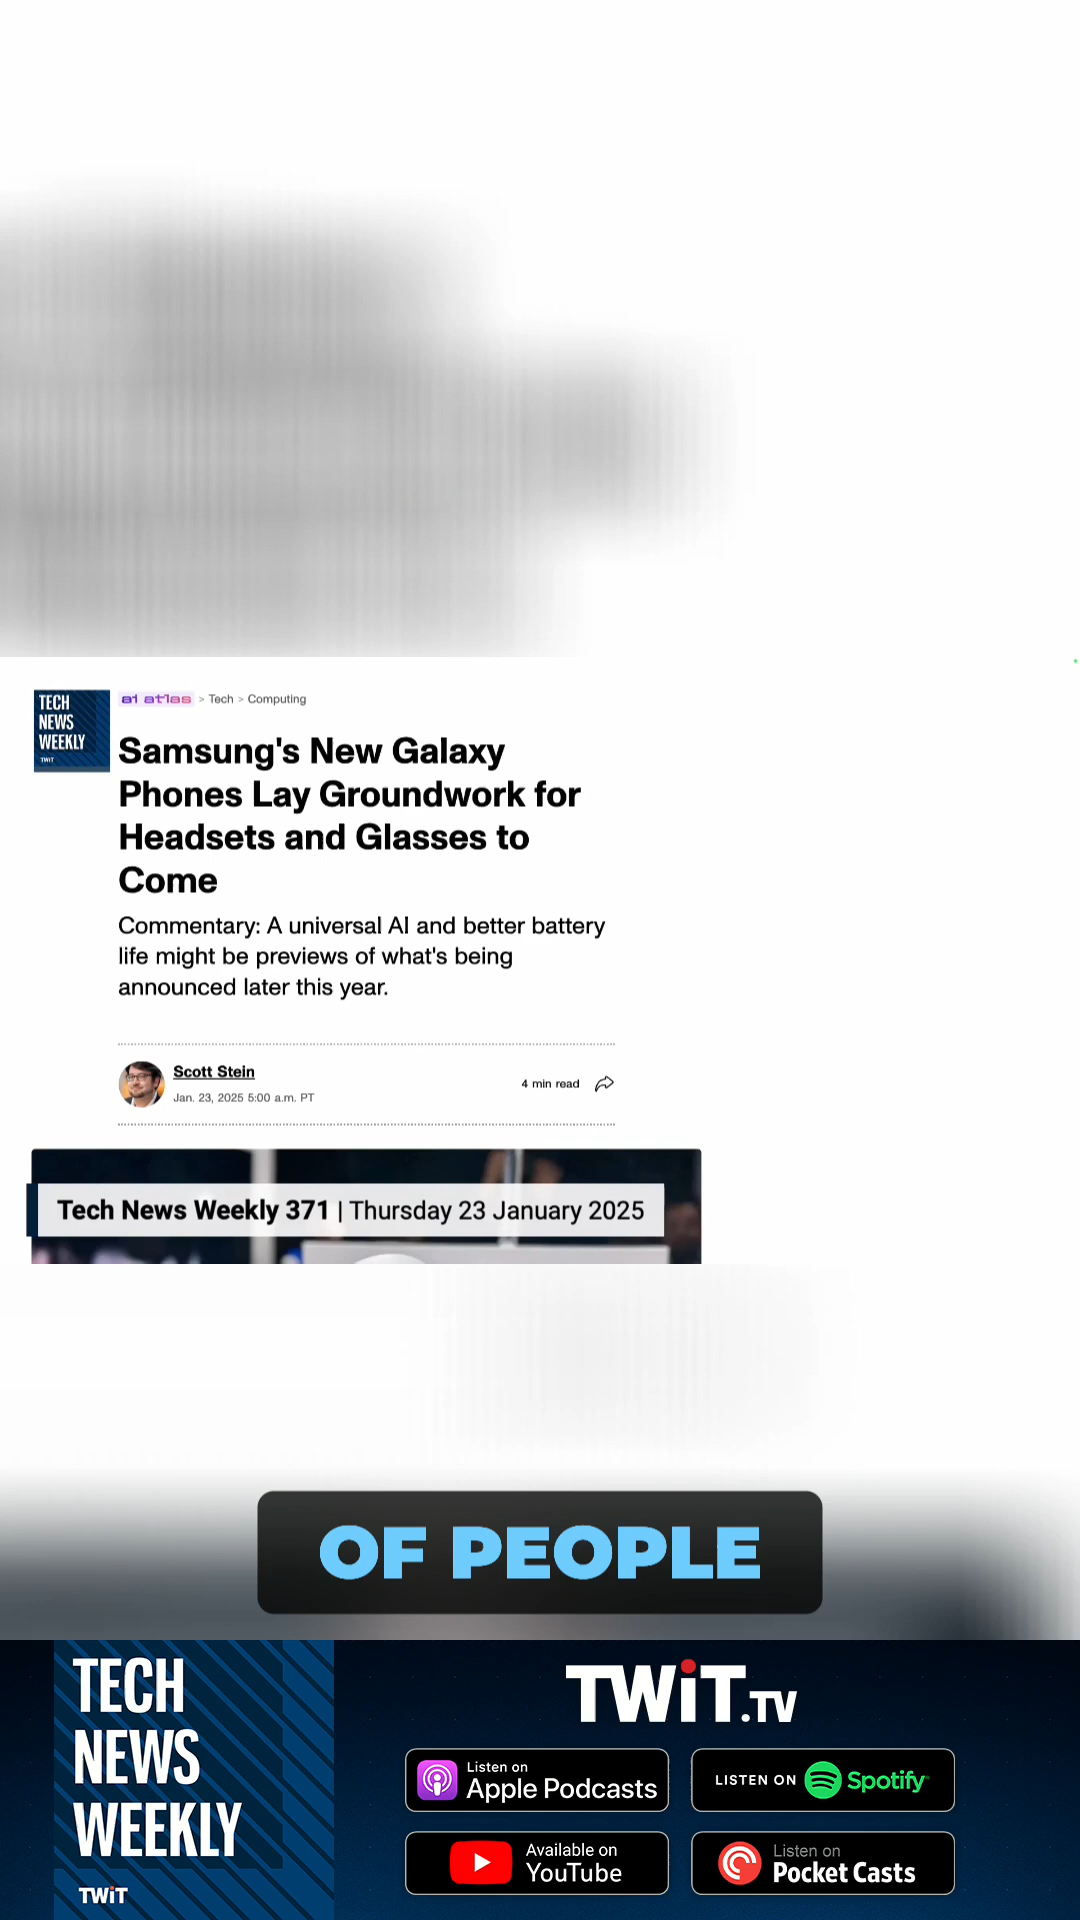 TECH
NEWS
WEEKLY
TWiT
ai atlas > Tech > Computing
Samsung's New Galaxy
Phones Lay Groundwork for
Headsets and Glasses to
Come
Commentary: A universal AI and better battery
life might be previews of what's being
announced later this year.
Scott Stein
Jan. 23, 2025 5:00 a.m. PT
4 min read
Tech News Weekly 371 | Thursday 23 January 2025
OF PEOPLE
TECH
NEWS
WEEKLY
TWiT
TWiT.TV
Listen on
Apple Podcasts
LISTEN ON Spotify
Available on
YouTube
Listen on
Pocket Casts